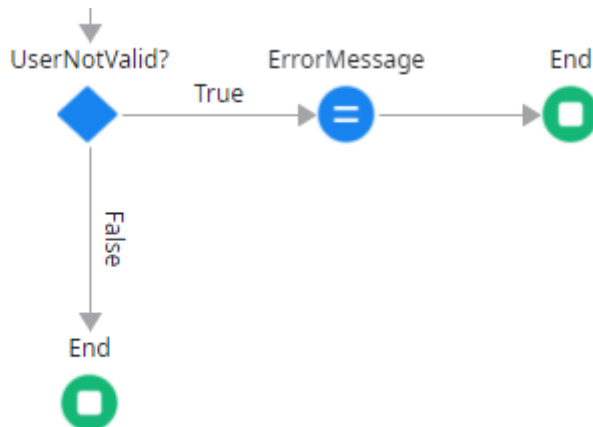 UserNotValid?
ErrorMessage
End
True
False
End